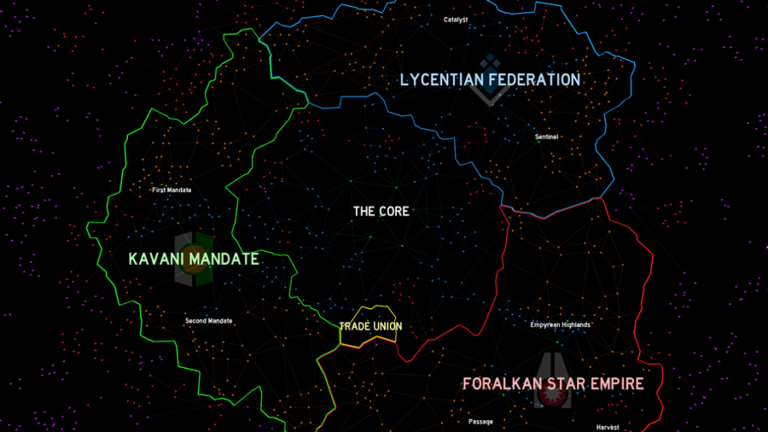 Catalyst
LYCENTIAN FEDERATION
Sentinel
First Mandate
THE CORE
KAVANI MANDATE
Second Mandate
TRADE UNION
Empyrean Highlands
FORALKAN STAR EMPIRE
Passage
Harvest